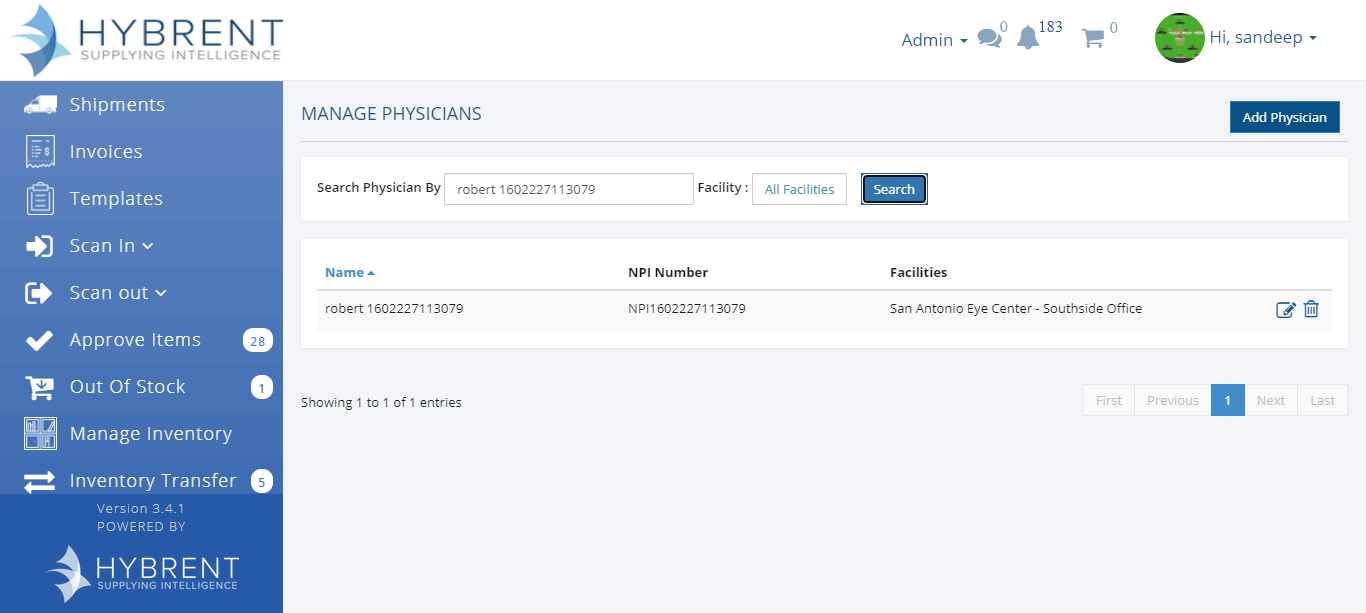 HYBRENT
SUPPLYING INTELLIGENCE
Admin 0 183 0 Hi, sandeep
Shipments
Invoices
Templates
Scan In
Scan out
Approve Items 28
Out Of Stock 1
Manage Inventory
Inventory Transfer 5
Version 3.4.1
POWERED BY
HYBRENT
SUPPLYING INTELLIGENCE
MANAGE PHYSICIANS Add Physician
Search Physician By robert 1602227113079 Facility : All Facilities Search
Name NPI Number Facilities
robert 1602227113079 NPI1602227113079 San Antonio Eye Center - Southside Office
Showing 1 to 1 of 1 entries First Previous 1 Next Last